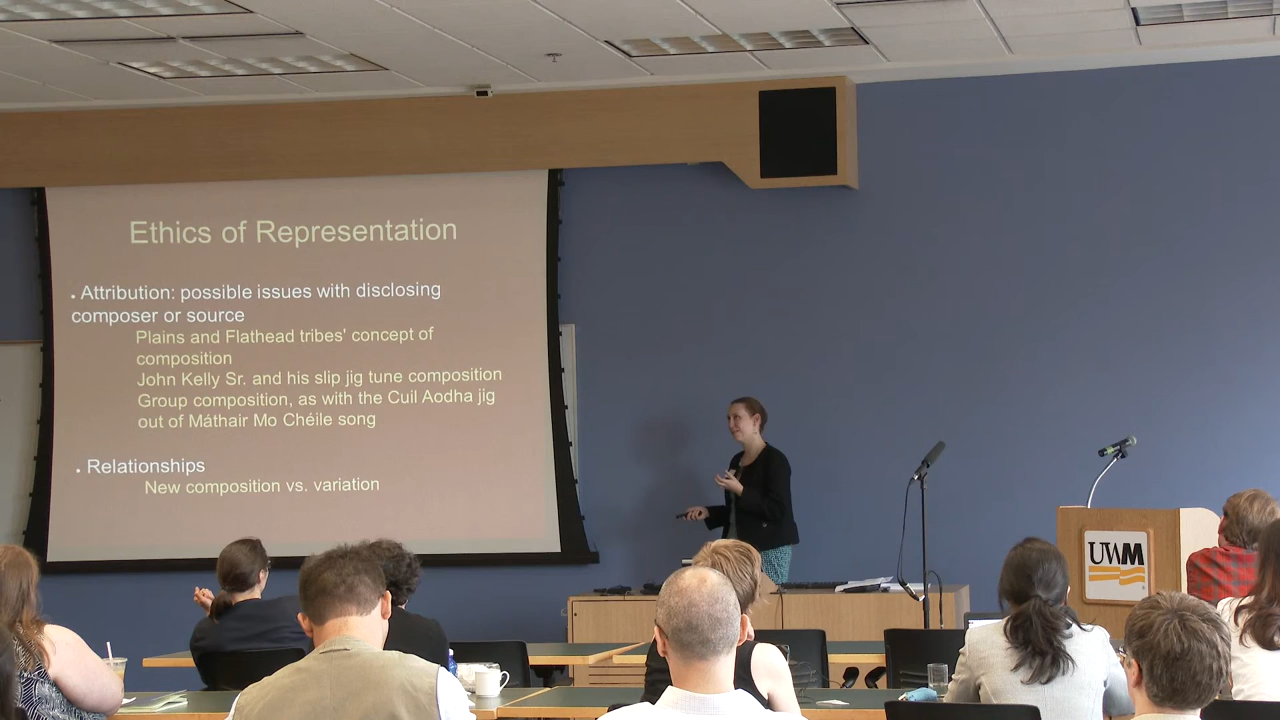 Ethics of Representation
• Attribution: possible issues with disclosing
composer or source
Plains and Flathead tribes' concept of
composition
John Kelly Sr. and his slip jig tune composition
Group composition, as with the Cuil Aodha jig
out of Máthair Mo Chéile song
• Relationships
New composition vs. variation
UWM